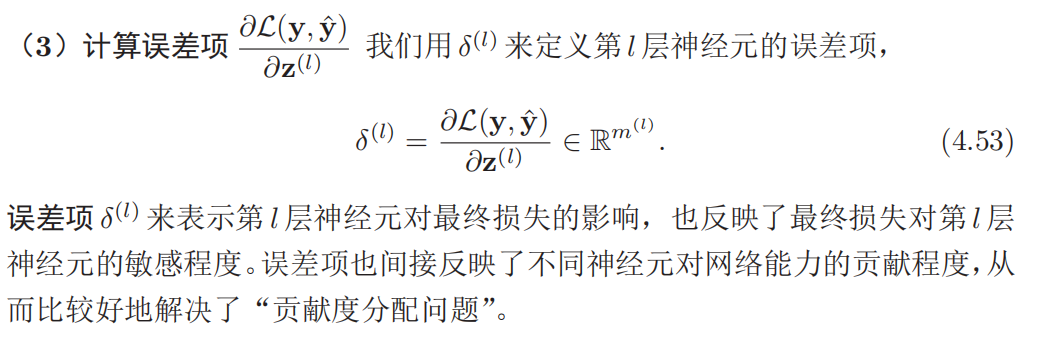 (3) 计算误差项 ∂ℒ(y, ŷ)/∂z⁽ˡ⁾ 我们用 δ⁽ˡ⁾ 来定义第 l 层神经元的误差项，
δ⁽ˡ⁾ = ∂ℒ(y, ŷ)/∂z⁽ˡ⁾ ∈ ℝ^{m⁽ˡ⁾}. (4.53)
误差项 δ⁽ˡ⁾ 来表示第 l 层神经元对最终损失的影响，也反映了最终损失对第 l 层
神经元的敏感程度。误差项也间接反映了不同神经元对网络能力的贡献程度，从
而比较好地解决了“贡献度分配问题”。